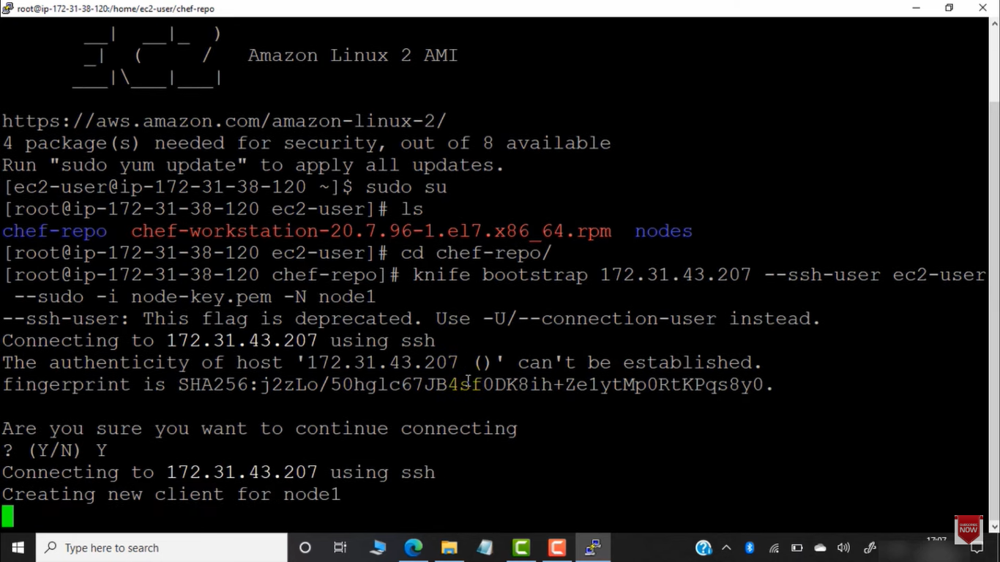 root@ip-172-31-38-120:/home/ec2-user/chef-repo
__|  __|_  )
_|  (     /   Amazon Linux 2 AMI
___|\___|___|
https://aws.amazon.com/amazon-linux-2/
4 package(s) needed for security, out of 8 available
Run "sudo yum update" to apply all updates.
[ec2-user@ip-172-31-38-120 ~]$ sudo su
[root@ip-172-31-38-120 ec2-user]# ls
chef-repo  chef-workstation-20.7.96-1.el7.x86_64.rpm  nodes
[root@ip-172-31-38-120 ec2-user]# cd chef-repo/
[root@ip-172-31-38-120 chef-repo]# knife bootstrap 172.31.43.207 --ssh-user ec2-user
--sudo -i node-key.pem -N node1
--ssh-user: This flag is deprecated. Use -U/--connection-user instead.
Connecting to 172.31.43.207 using ssh
The authenticity of host '172.31.43.207 ()' can't be established.
fingerprint is SHA256:j2zLo/50hglc67JB4sf0DK8ih+Ze1ytMp0RtKPqs8y0.
Are you sure you want to continue connecting
? (Y/N) Y
Connecting to 172.31.43.207 using ssh
Creating new client for node1
SUBSCRIBE
NOW
Type here to search